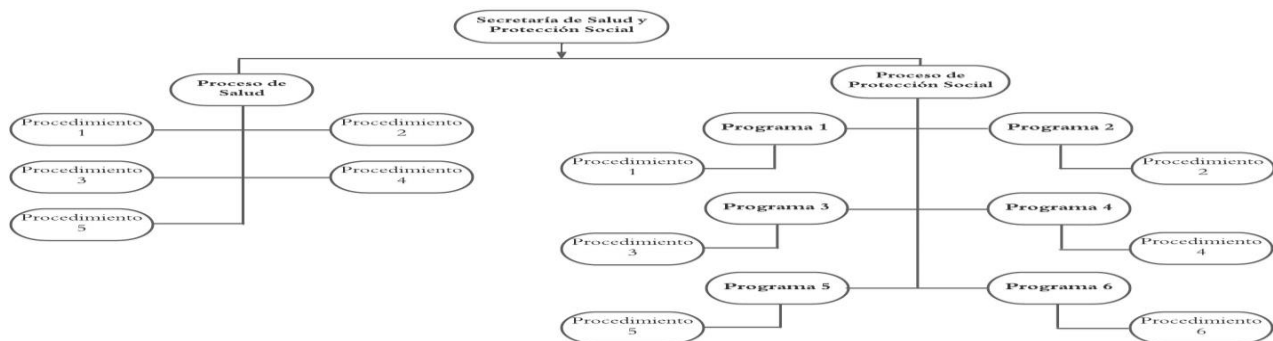 Secretaría de Salud y
Protección Social
Proceso de
Salud
Proceso de
Protección Social
Procedimiento
1
Procedimiento
2
Procedimiento
3
Procedimiento
4
Procedimiento
5
Programa 1
Programa 2
Procedimiento
1
Procedimiento
2
Programa 3
Programa 4
Procedimiento
3
Procedimiento
4
Programa 5
Programa 6
Procedimiento
5
Procedimiento
6